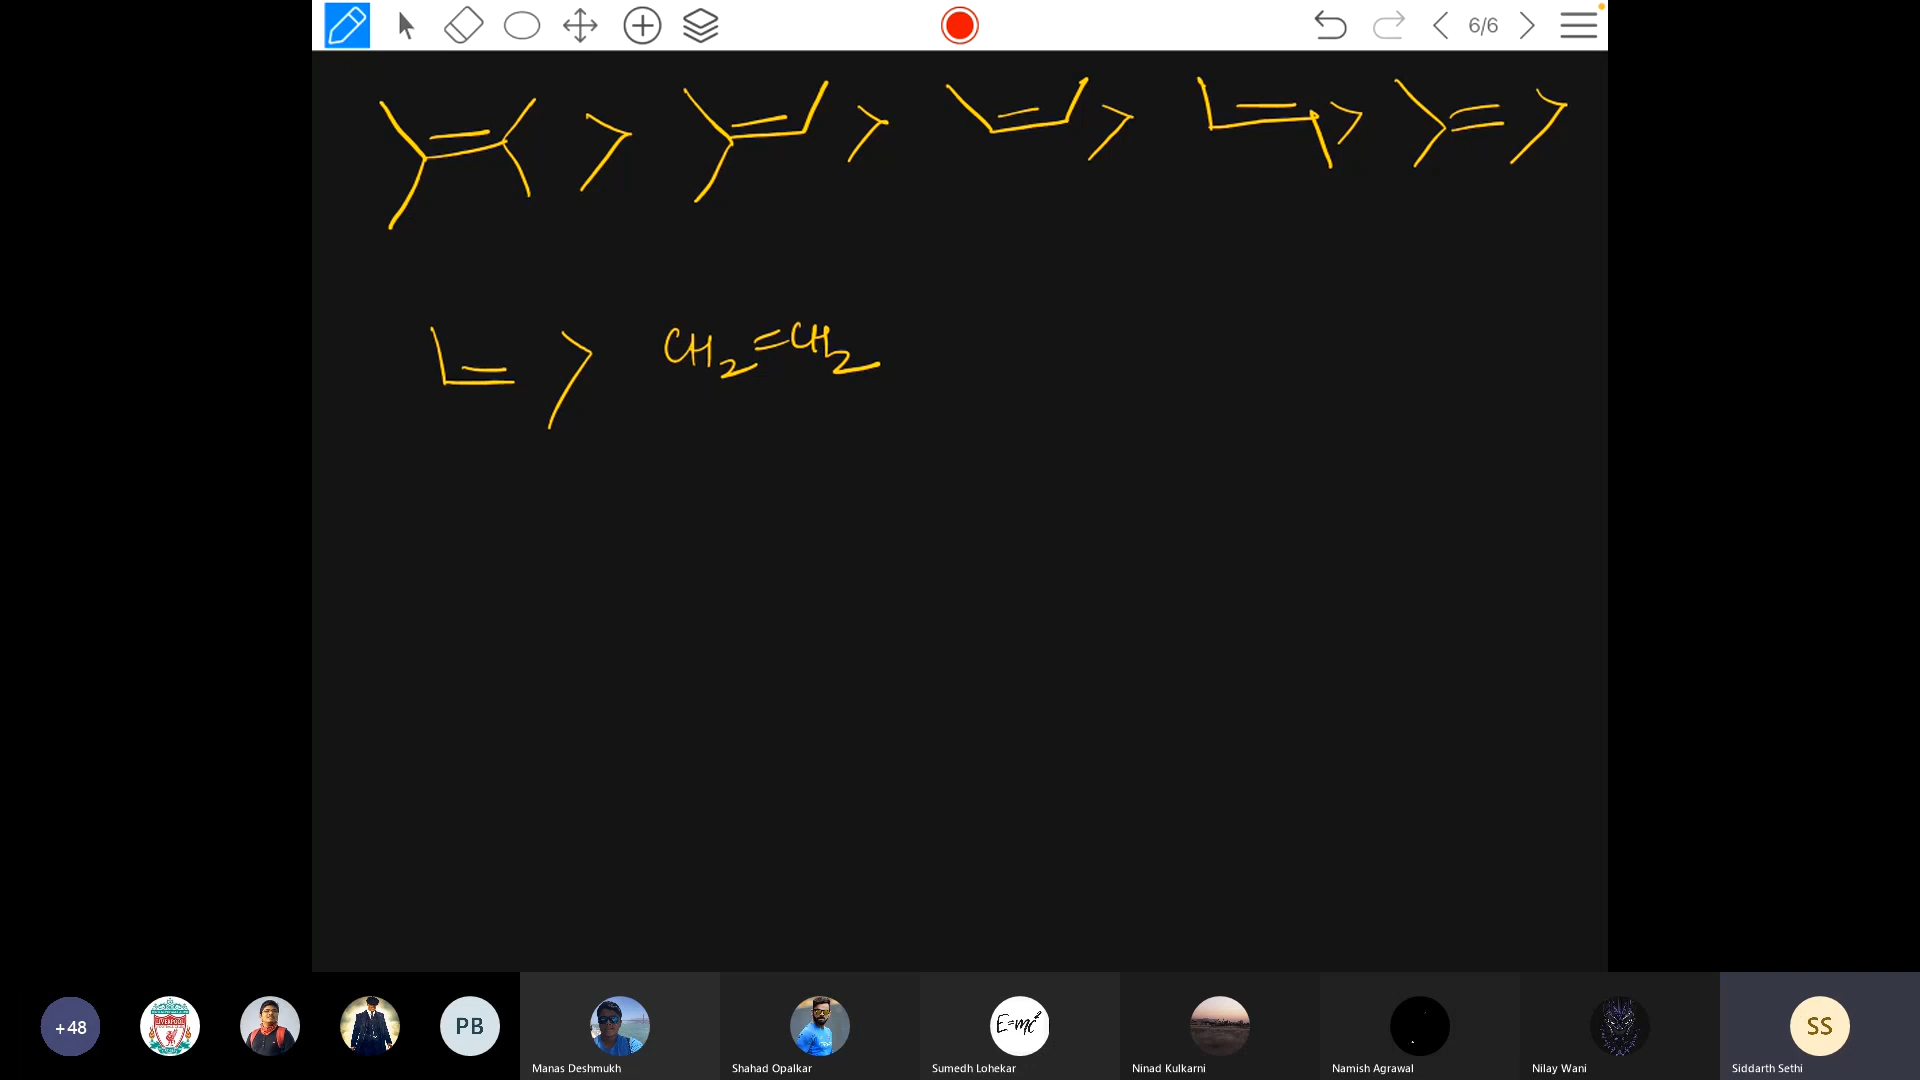 6/6
> > > > >
> CH2=CH2
+48
LIVERPOOL
PB
E=mc²
SS
Manas Deshmukh
Shahad Opalkar
Sumedh Lohekar
Ninad Kulkarni
Namish Agrawal
Nilay Wani
Siddarth Sethi